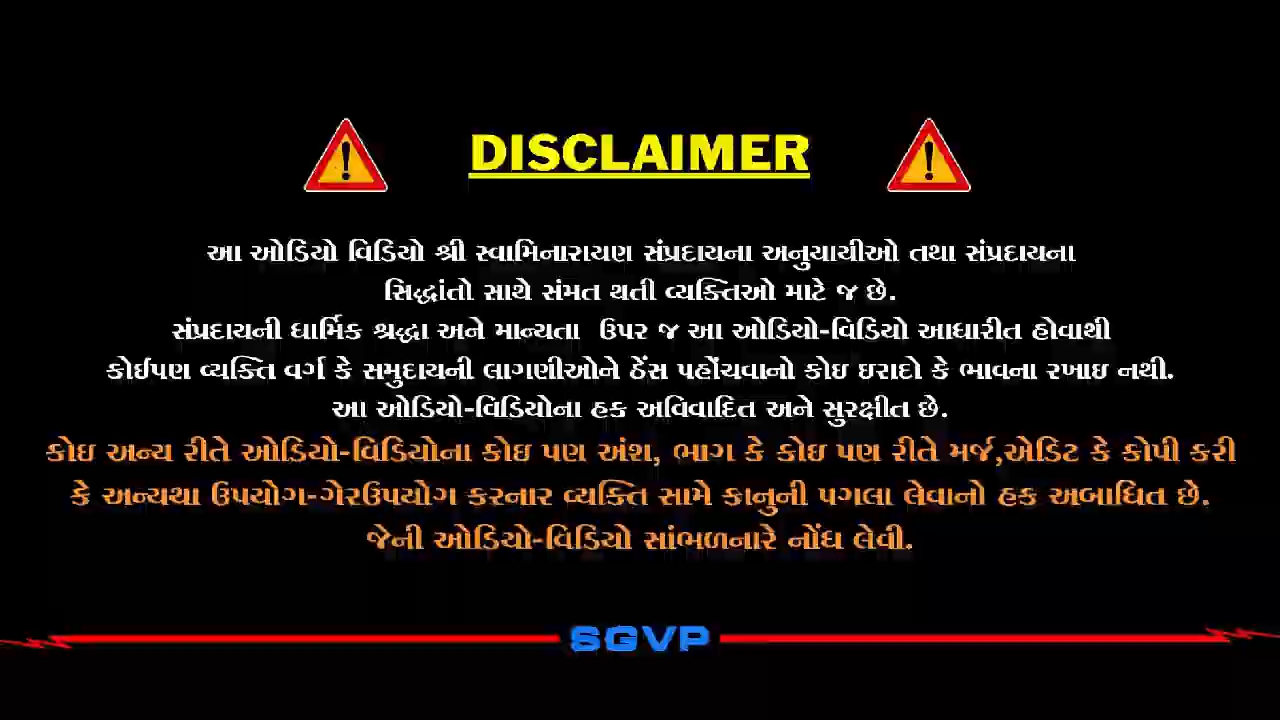 DISCLAIMER
આ ઓડિયો વિડિયો શ્રી સ્વામિનારાયણ સંપ્રદાયના અનુયાયીઓ તથા સંપ્રદાયના
સિદ્ધાંતો સાથે સંમત થતી વ્યક્તિઓ માટે જ છે.
સંપ્રદાયની ધાર્મિક શ્રદ્ધા અને માન્યતા ઉપર જ આ ઓડિયો-વિડિયો આધારીત હોવાથી
કોઈપણ વ્યક્તિ વર્ગ કે સમુદાયની લાગણીઓને ઠેંસ પહોંચવાનો કોઇ ઇરાદો કે ભાવના રખાઇ નથી.
આ ઓડિયો-વિડિયોના હક અવિવાદિત અને સુરક્ષીત છે.
કોઇ અન્ય રીતે ઓડિયો-વિડિયોના કોઇ પણ અંશ, ભાગ કે કોઇ પણ રીતે મર્જ,એડિટ કે કોપી કરી
કે અન્યથા ઉપયોગ-ગેરઉપયોગ કરનાર વ્યક્તિ સામે કાનુની પગલા લેવાનો હક અબાધિત છે.
જેની ઓડિયો-વિડિયો સાંભળનારે નોંધ લેવી.
SGVP